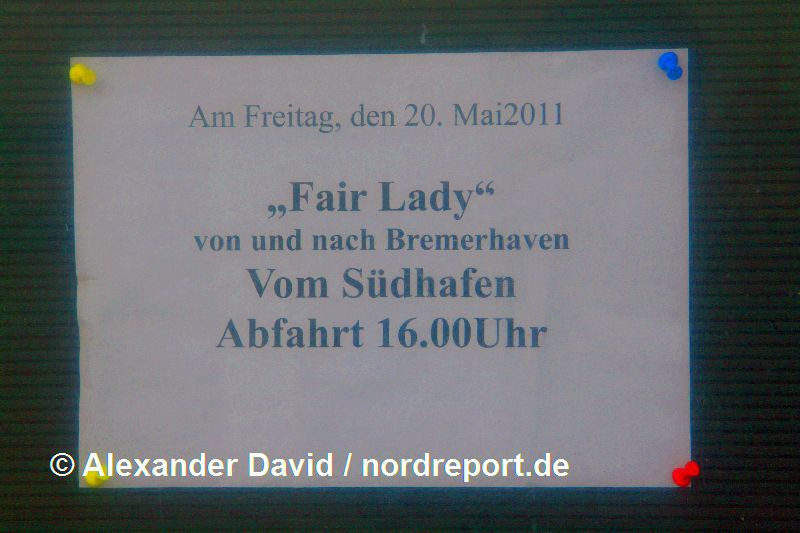 Am Freitag, den 20. Mai2011
„Fair Lady“
von und nach Bremerhaven
Vom Südhafen
Abfahrt 16.00Uhr
© Alexander David / nordreport.de